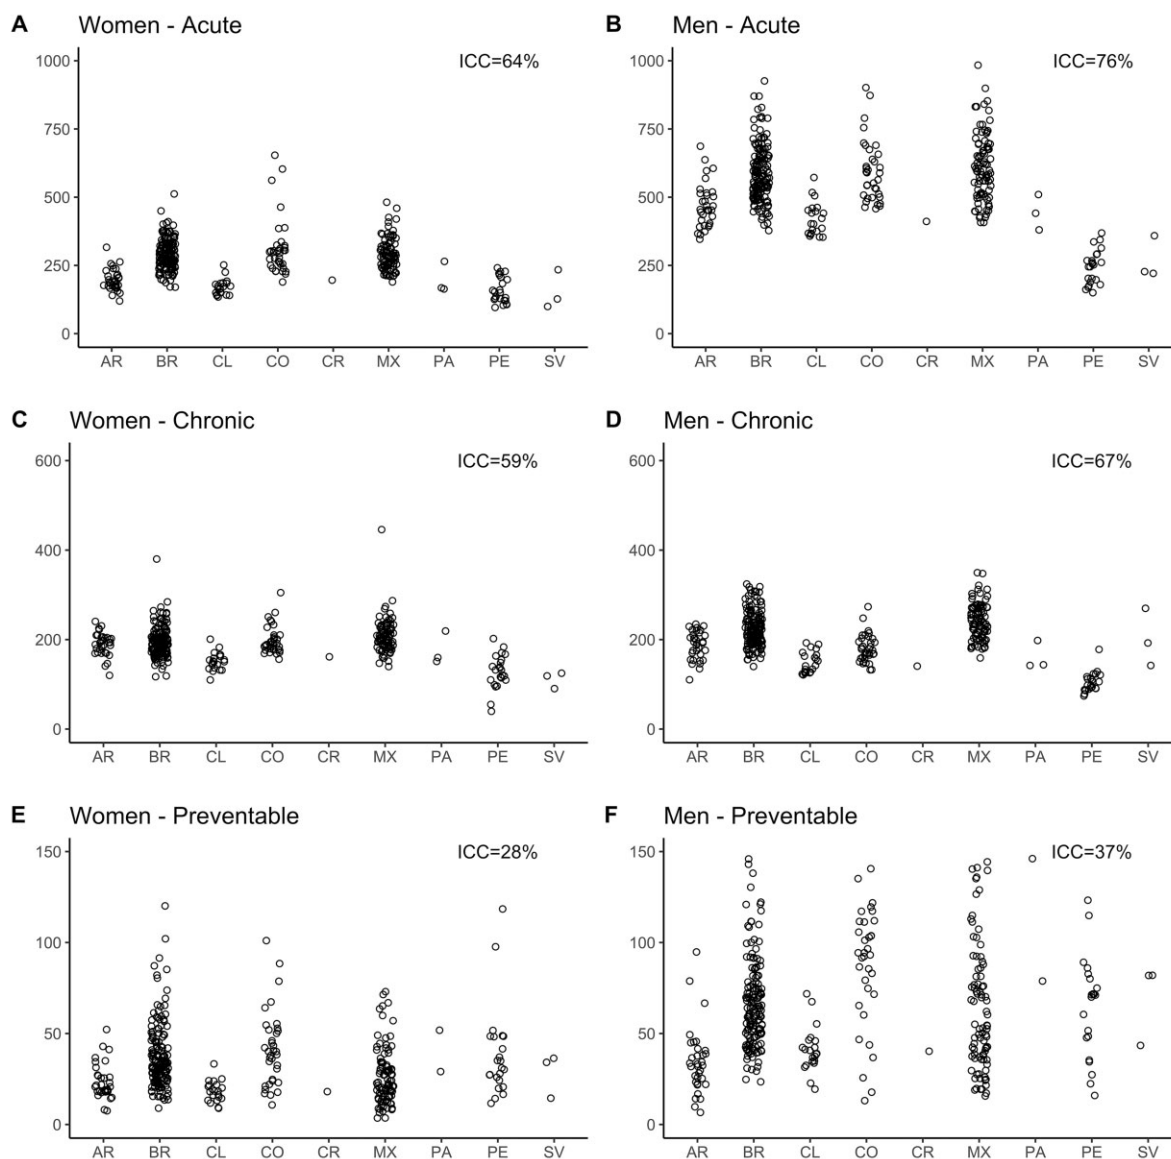 A Women - Acute
ICC=64%
1000
750
500
250
0
AR BR CL CO CR MX PA PE SV
B Men - Acute
ICC=76%
1000
750
500
250
0
AR BR CL CO CR MX PA PE SV
C Women - Chronic
ICC=59%
600
400
200
0
AR BR CL CO CR MX PA PE SV
D Men - Chronic
ICC=67%
600
400
200
0
AR BR CL CO CR MX PA PE SV
E Women - Preventable
ICC=28%
150
100
50
0
AR BR CL CO CR MX PA PE SV
F Men - Preventable
ICC=37%
150
100
50
0
AR BR CL CO CR MX PA PE SV